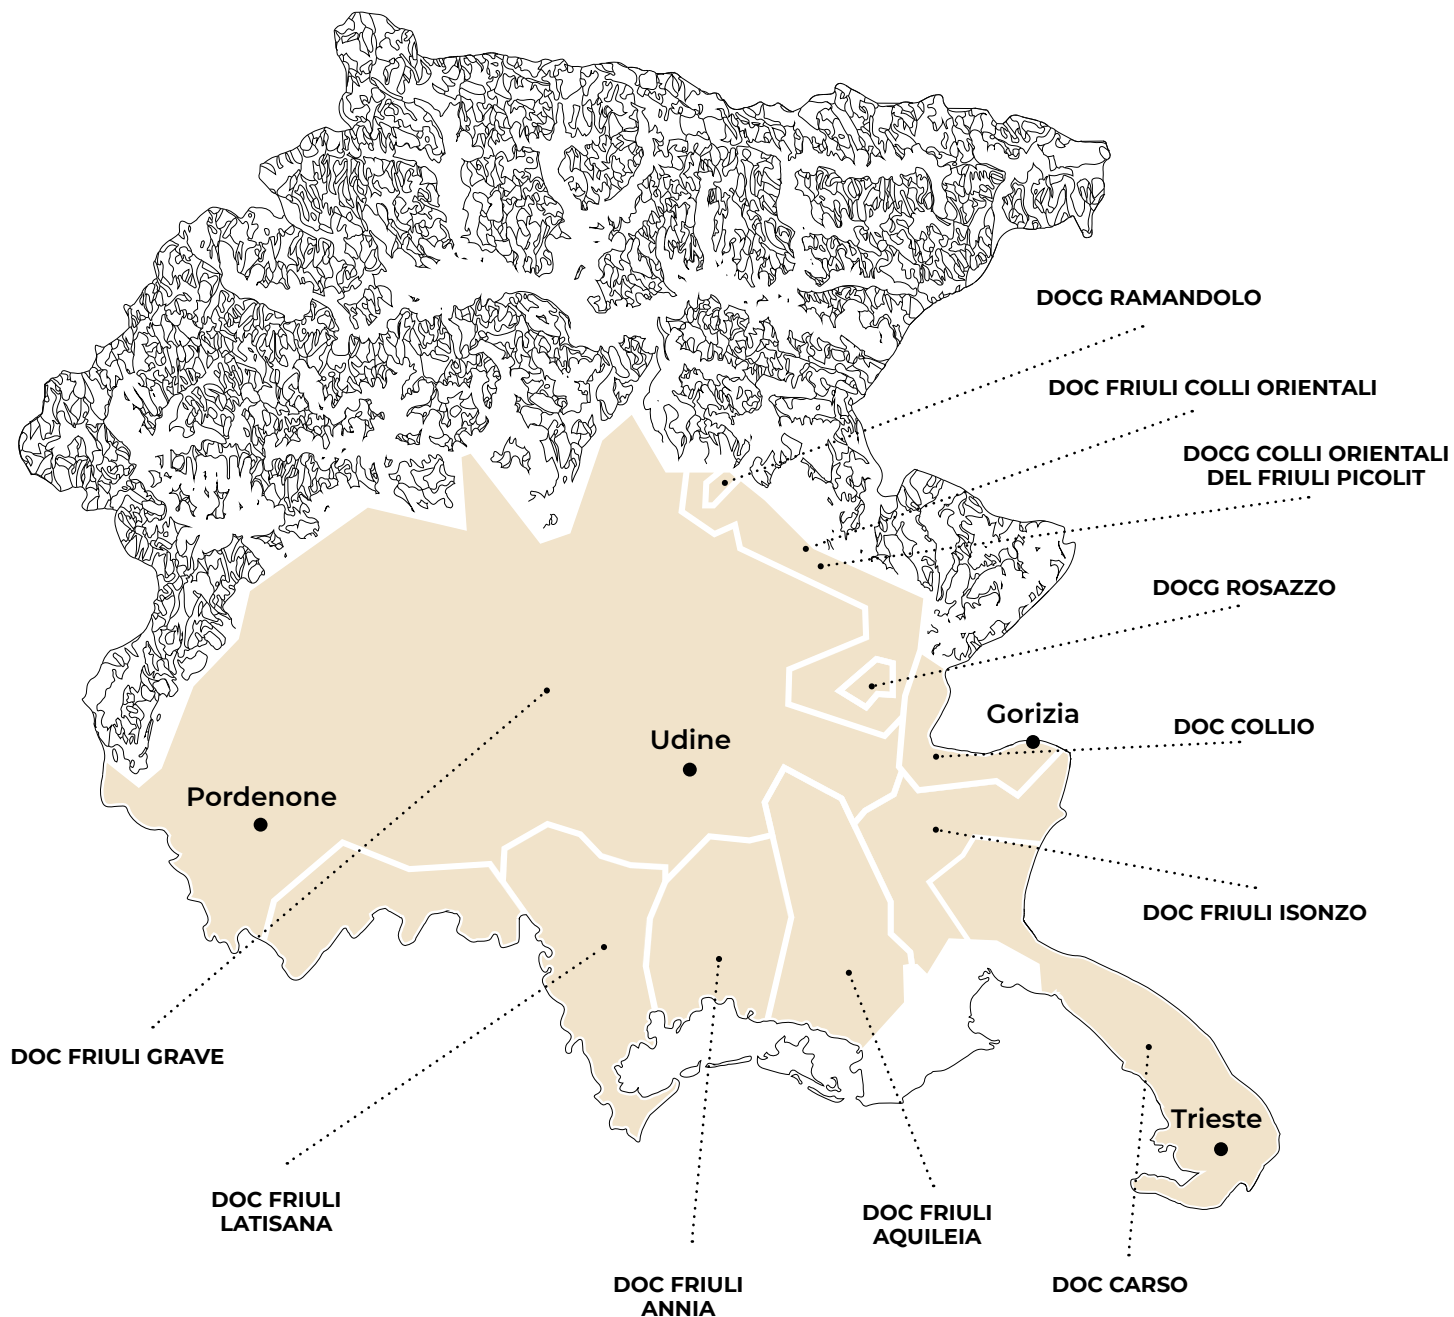 DOCG RAMANDOLO
DOC FRIULI COLLI ORIENTALI
DOCG COLLI ORIENTALI
DEL FRIULI PICOLIT
DOCG ROSAZZO
Gorizia
DOC COLLIO
Udine
Pordenone
DOC FRIULI ISONZO
DOC FRIULI GRAVE
Trieste
DOC FRIULI
LATISANA
DOC FRIULI
AQUILEIA
DOC FRIULI
ANNIA
DOC CARSO